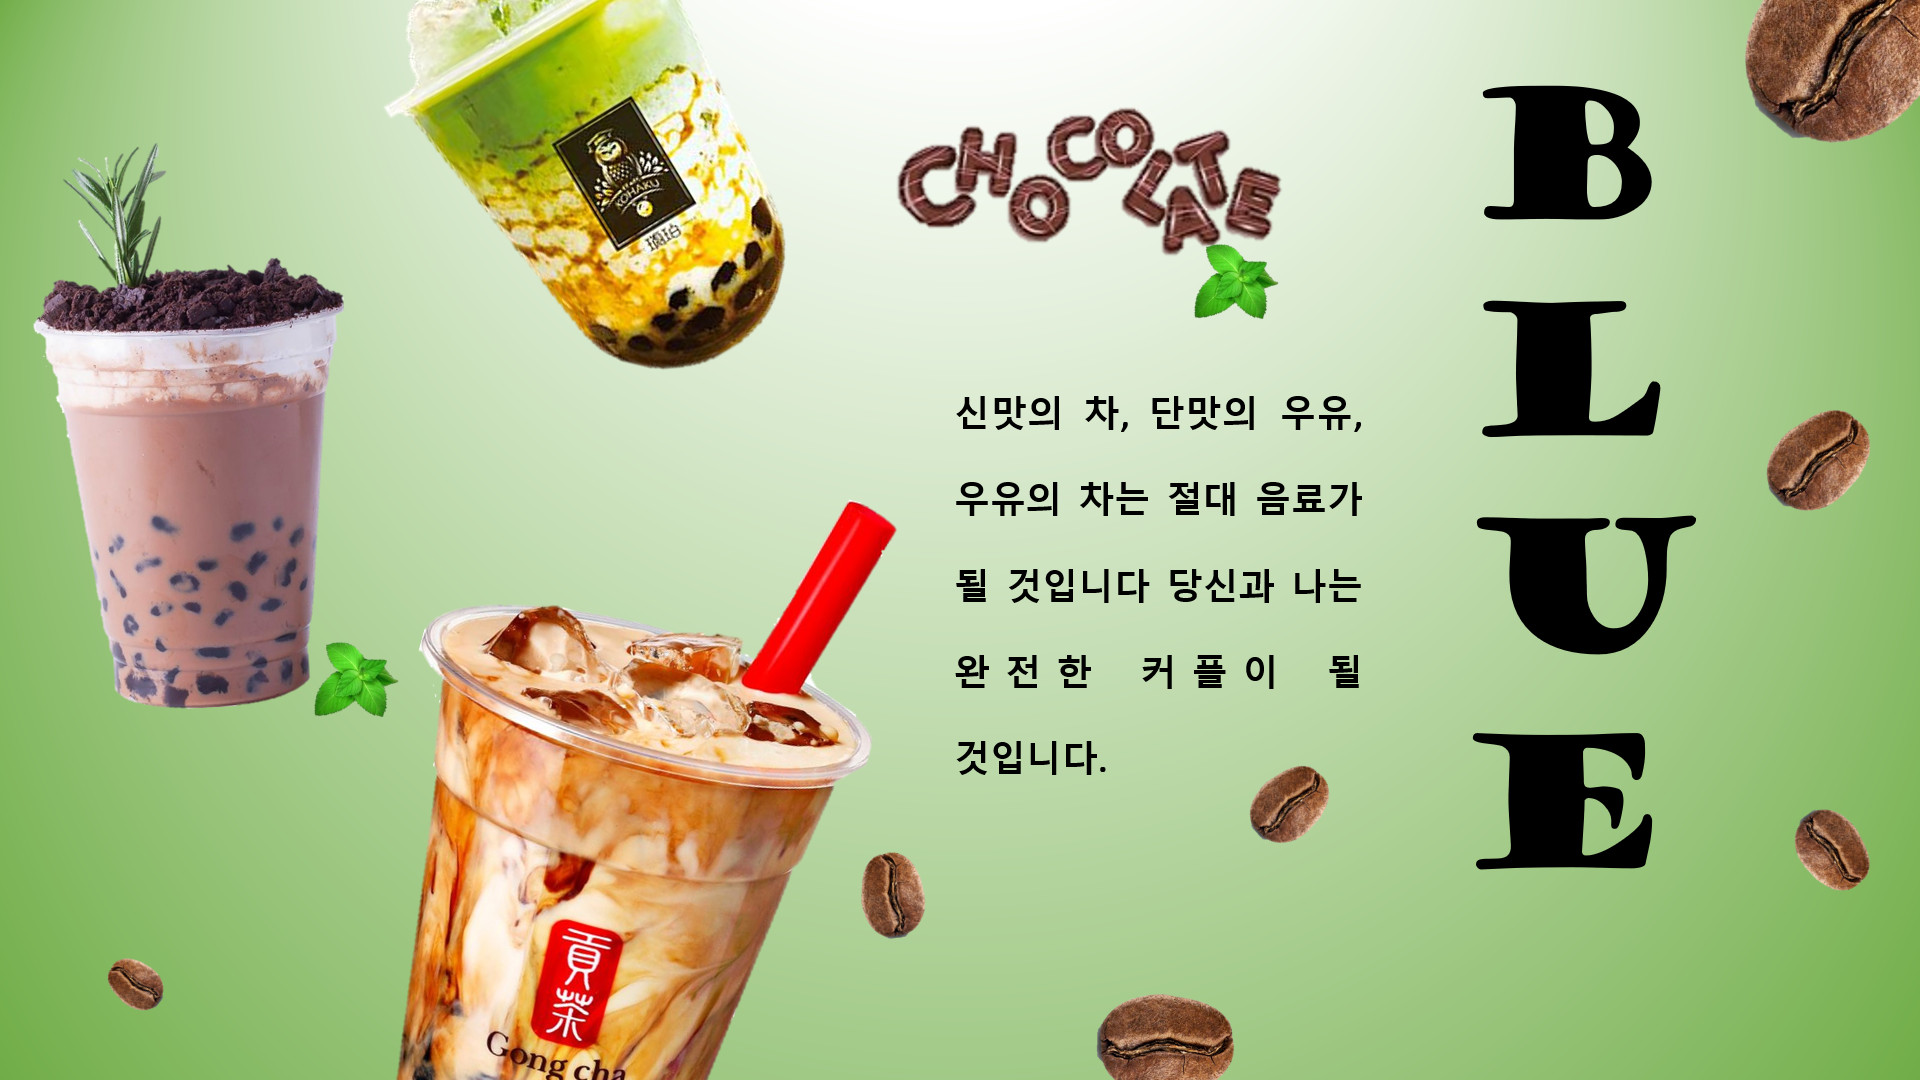 CHOCOLATE
KOHAKU
琥珀
신맛의 차, 단맛의 우유,
우유의 차는 절대 음료가
될 것입니다 당신과 나는
완전한 커플이 될
것입니다.
BLUE
貢茶
Gong cha